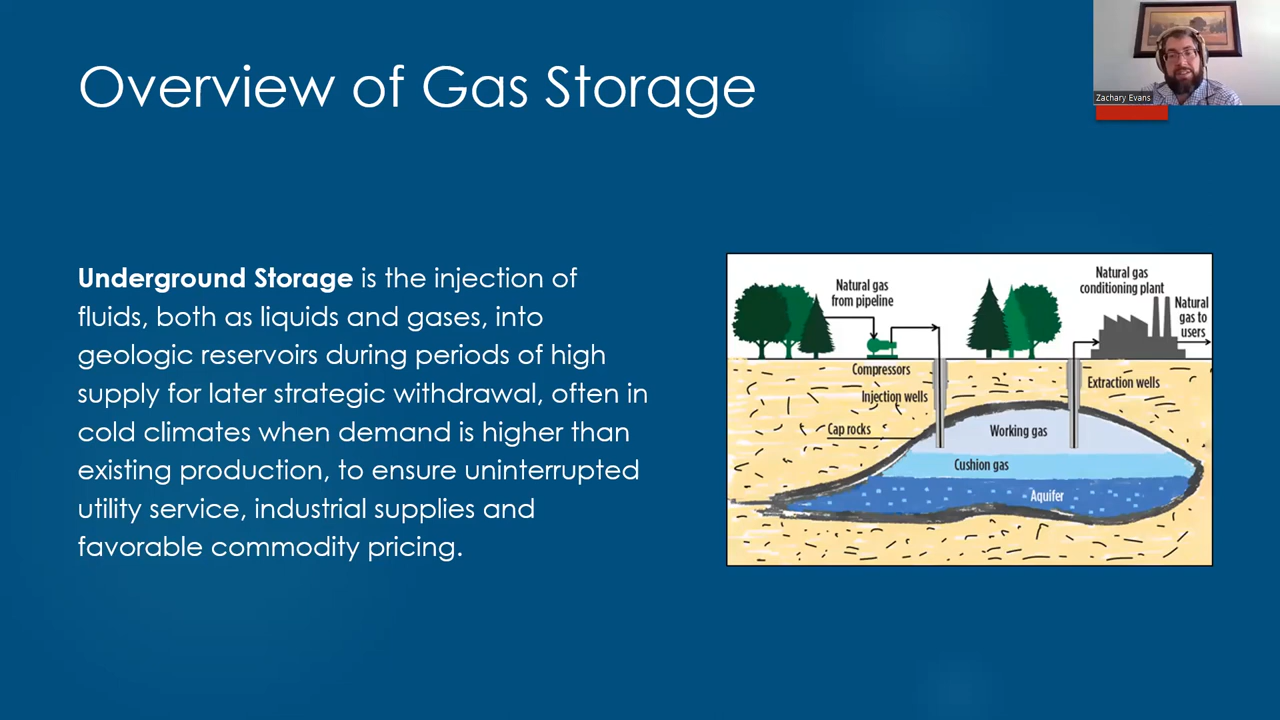 Overview of Gas Storage
Zachary Evans
Underground Storage is the injection of
fluids, both as liquids and gases, into
geologic reservoirs during periods of high
supply for later strategic withdrawal, often in
cold climates when demand is higher than
existing production, to ensure uninterrupted
utility service, industrial supplies and
favorable commodity pricing.
Natural gas
from pipeline
Natural gas
conditioning plant
Natural
gas to
users
Compressors
Injection wells
Extraction wells
Cap rocks
Working gas
Cushion gas
Aquifer